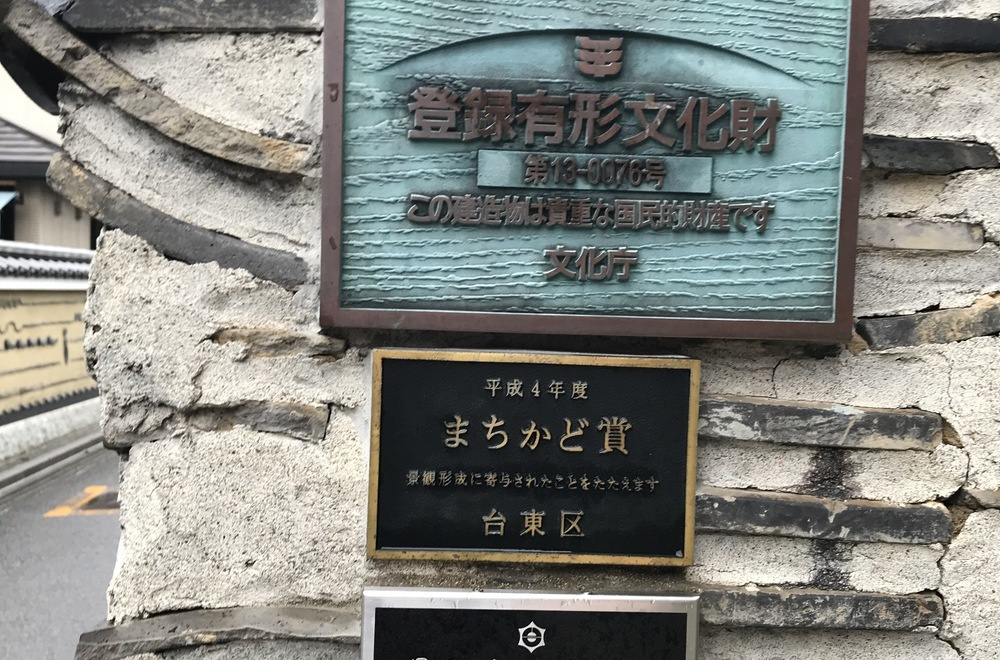 登録有形文化財
第13-0076号
この建造物は貴重な国民的財産です
文化庁
平成4年度
まちかど賞
景観形成に寄与されたことをたたえます
台東区